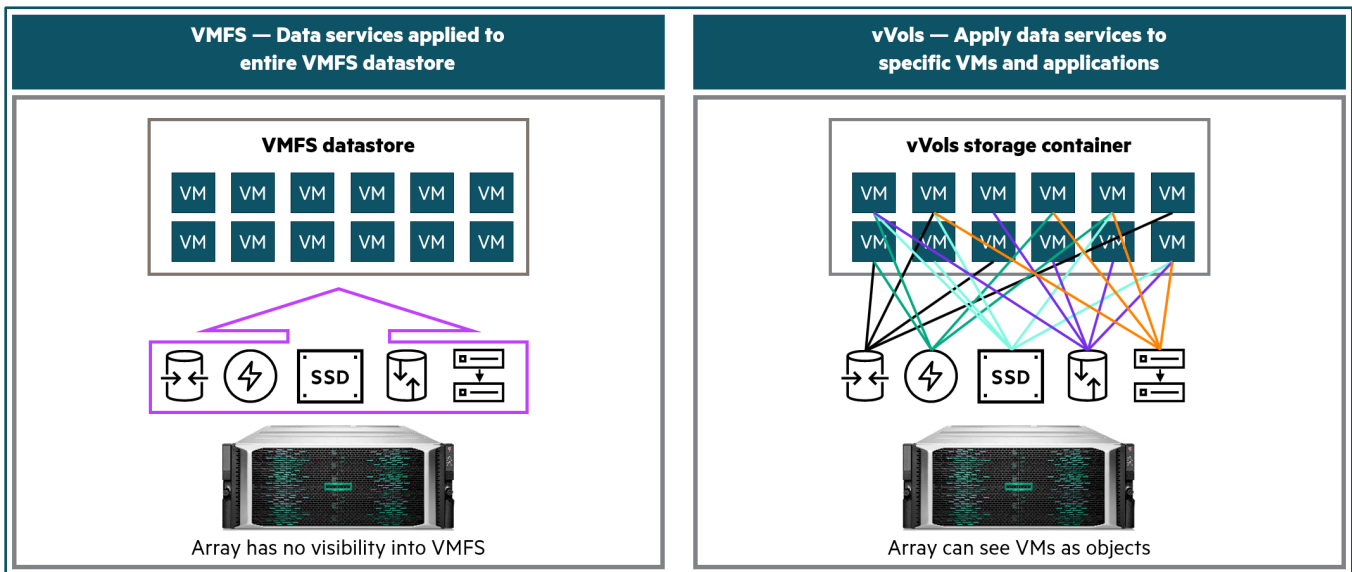 VMFS — Data services applied to
entire VMFS datastore
VMFS datastore
VM VM VM VM VM VM
VM VM VM VM VM VM
SSD
Array has no visibility into VMFS
vVols — Apply data services to
specific VMs and applications
vVols storage container
VM VM VM VM VM VM
VM VM VM VM VM VM
SSD
Array can see VMs as objects